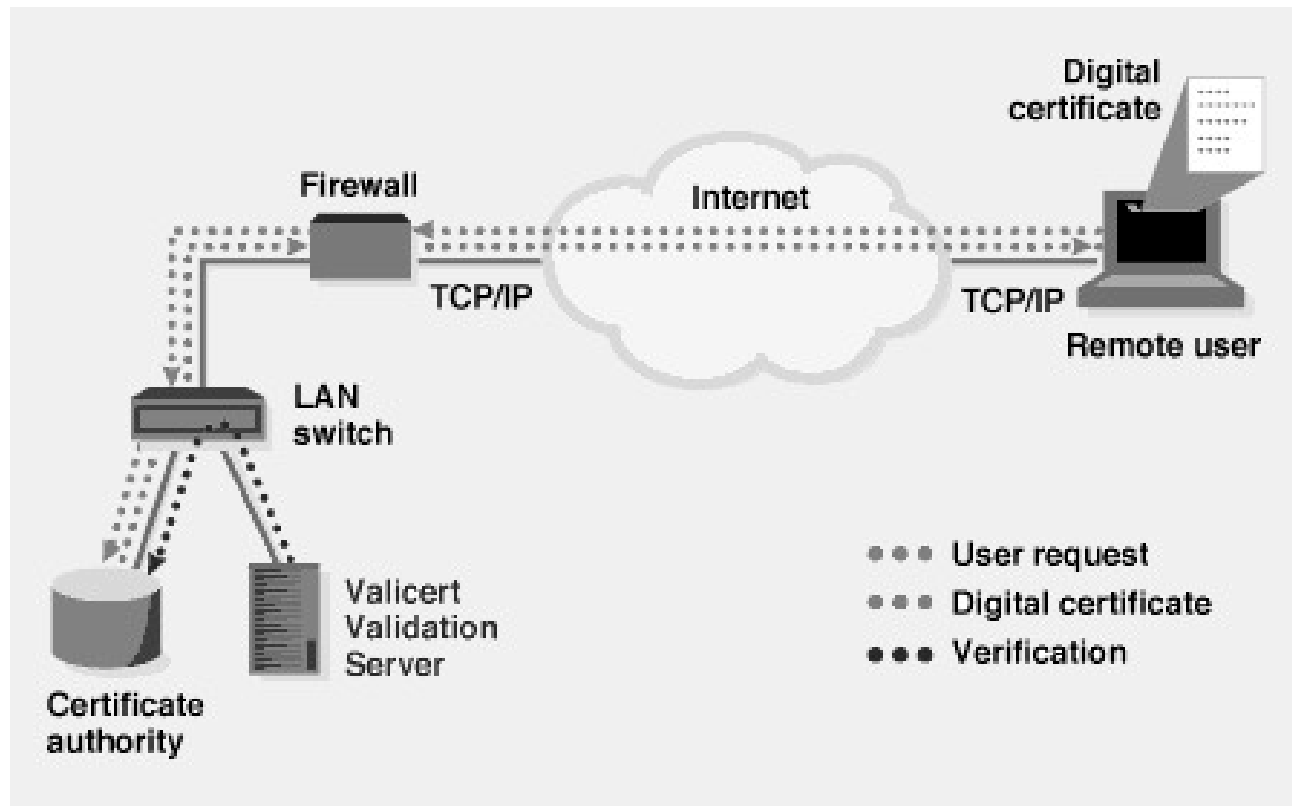 Digital
certificate
Firewall
Internet
TCP/IP
TCP/IP
Remote user
LAN
switch
User request
Digital certificate
Verification
Valicert
Validation
Server
Certificate
authority